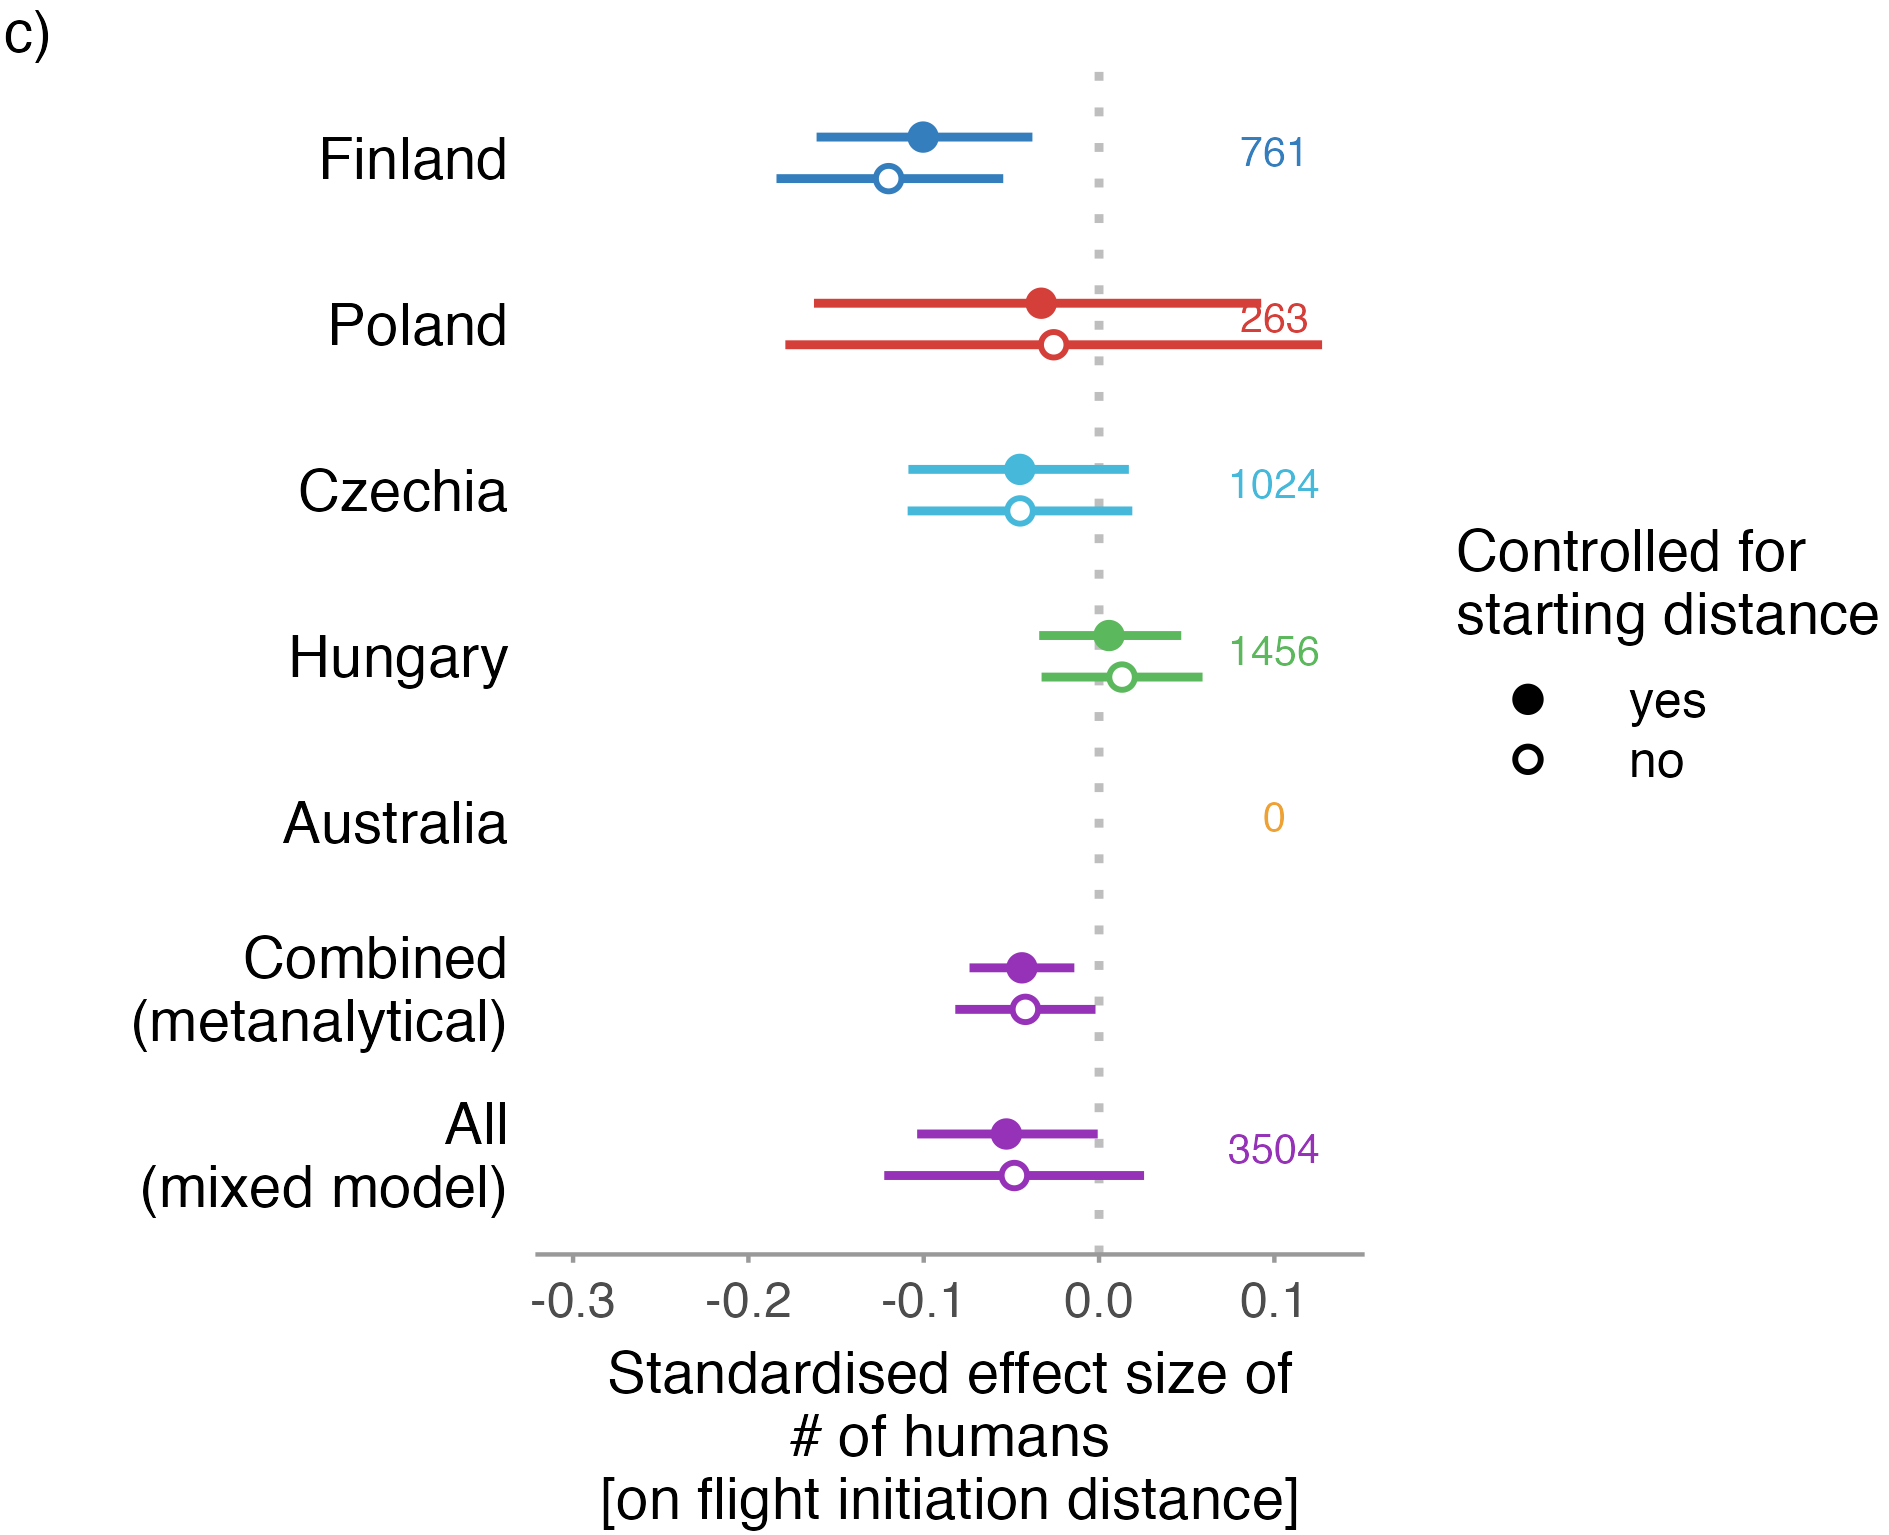 c)
Finland
761
Poland
263
Czechia
1024
Hungary
1456
Australia
0
Combined
(metanalytical)
All
(mixed model)
3504
Controlled for
starting distance
yes
no
-0.3 -0.2 -0.1 0.0 0.1
Standardised effect size of
# of humans
[on flight initiation distance]